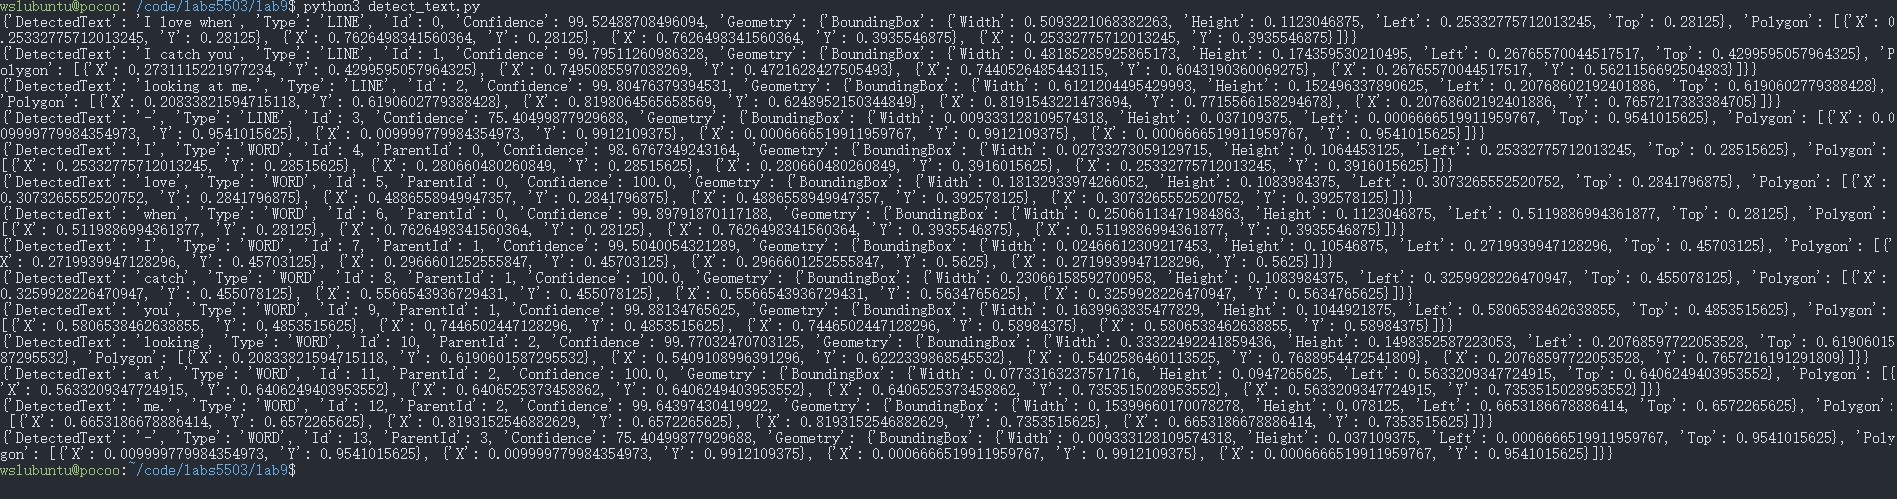 wslubuntu@pocoo:~/code/labs5503/lab9$ python3 detect_text.py
{'DetectedText': 'I love when', 'Type': 'LINE', 'Id': 0, 'Confidence': 99.52488708496094, 'Geometry': {'BoundingBox': {'Width': 0.5093221068382263, 'Height': 0.1123046875, 'Left': 0.25332775712013245, 'Top': 0.28125}, 'Polygon': [{'X': 0
.25332775712013245, 'Y': 0.28125}, {'X': 0.7626498341560364, 'Y': 0.28125}, {'X': 0.7626498341560364, 'Y': 0.3935546875}, {'X': 0.25332775712013245, 'Y': 0.3935546875}]}}
{'DetectedText': 'I catch you', 'Type': 'LINE', 'Id': 1, 'Confidence': 99.79511260986328, 'Geometry': {'BoundingBox': {'Width': 0.48185285925865173, 'Height': 0.174359530210495, 'Left': 0.26765570044517517, 'Top': 0.4299595057964325}, 'P
olygon': [{'X': 0.2731115221977234, 'Y': 0.4299595057964325}, {'X': 0.7495085597038269, 'Y': 0.4721628427505493}, {'X': 0.7440526485443115, 'Y': 0.6043190360069275}, {'X': 0.26765570044517517, 'Y': 0.5621156692504883}]}}
{'DetectedText': 'looking at me.', 'Type': 'LINE', 'Id': 2, 'Confidence': 99.80476379394531, 'Geometry': {'BoundingBox': {'Width': 0.6121204495429993, 'Height': 0.152496337890625, 'Left': 0.20768602192401886, 'Top': 0.6190602779388428},
'Polygon': [{'X': 0.20833821594715118, 'Y': 0.6190602779388428}, {'X': 0.8198064565658569, 'Y': 0.6248952150344849}, {'X': 0.8191543221473694, 'Y': 0.7715566158294678}, {'X': 0.20768602192401886, 'Y': 0.7657217383384705}]}}
{'DetectedText': '-', 'Type': 'LINE', 'Id': 3, 'Confidence': 75.40499877929688, 'Geometry': {'BoundingBox': {'Width': 0.009333128109574318, 'Height': 0.037109375, 'Left': 0.0006666519911959767, 'Top': 0.9541015625}, 'Polygon': [{'X': 0.0
09999779984354973, 'Y': 0.9541015625}, {'X': 0.009999779984354973, 'Y': 0.9912109375}, {'X': 0.0006666519911959767, 'Y': 0.9912109375}, {'X': 0.0006666519911959767, 'Y': 0.9541015625}]}}
{'DetectedText': 'I', 'Type': 'WORD', 'Id': 4, 'ParentId': 0, 'Confidence': 98.6767349243164, 'Geometry': {'BoundingBox': {'Width': 0.02733273059129715, 'Height': 0.1064453125, 'Left': 0.25332775712013245, 'Top': 0.28515625}, 'Polygon':
[{'X': 0.25332775712013245, 'Y': 0.28515625}, {'X': 0.280660480260849, 'Y': 0.28515625}, {'X': 0.280660480260849, 'Y': 0.3916015625}, {'X': 0.25332775712013245, 'Y': 0.3916015625}]}}
{'DetectedText': 'love', 'Type': 'WORD', 'Id': 5, 'ParentId': 0, 'Confidence': 100.0, 'Geometry': {'BoundingBox': {'Width': 0.18132933974266052, 'Height': 0.1083984375, 'Left': 0.3073265552520752, 'Top': 0.2841796875}, 'Polygon': [{'X':
0.3073265552520752, 'Y': 0.2841796875}, {'X': 0.4886558949947357, 'Y': 0.2841796875}, {'X': 0.4886558949947357, 'Y': 0.392578125}, {'X': 0.3073265552520752, 'Y': 0.392578125}]}}
{'DetectedText': 'when', 'Type': 'WORD', 'Id': 6, 'ParentId': 0, 'Confidence': 99.89791870117188, 'Geometry': {'BoundingBox': {'Width': 0.25066113471984863, 'Height': 0.1123046875, 'Left': 0.5119886994361877, 'Top': 0.28125}, 'Polygon':
[{'X': 0.5119886994361877, 'Y': 0.28125}, {'X': 0.7626498341560364, 'Y': 0.28125}, {'X': 0.7626498341560364, 'Y': 0.3935546875}, {'X': 0.5119886994361877, 'Y': 0.3935546875}]}}
{'DetectedText': 'I', 'Type': 'WORD', 'Id': 7, 'ParentId': 1, 'Confidence': 99.5040054321289, 'Geometry': {'BoundingBox': {'Width': 0.02466612309217453, 'Height': 0.10546875, 'Left': 0.2719939947128296, 'Top': 0.45703125}, 'Polygon': [{'
X': 0.2719939947128296, 'Y': 0.45703125}, {'X': 0.2966601252555847, 'Y': 0.45703125}, {'X': 0.2966601252555847, 'Y': 0.5625}, {'X': 0.2719939947128296, 'Y': 0.5625}]}}
{'DetectedText': 'catch', 'Type': 'WORD', 'Id': 8, 'ParentId': 1, 'Confidence': 100.0, 'Geometry': {'BoundingBox': {'Width': 0.230661585927​00958, 'Height': 0.1083984375, 'Left': 0.3259928226470947, 'Top': 0.455078125}, 'Polygon': [{'X':
0.3259928226470947, 'Y': 0.455078125}, {'X': 0.5566543936729431, 'Y': 0.455078125}, {'X': 0.5566543936729431, 'Y': 0.5634765625}, {'X': 0.3259928226470947, 'Y': 0.5634765625}]}}
{'DetectedText': 'you', 'Type': 'WORD', 'Id': 9, 'ParentId': 1, 'Confidence': 99.88134765625, 'Geometry': {'BoundingBox': {'Width': 0.1639963835477829, 'Height': 0.1044921875, 'Left': 0.5806538462638855, 'Top': 0.4853515625}, 'Polygon':
[{'X': 0.5806538462638855, 'Y': 0.4853515625}, {'X': 0.7446502447128296, 'Y': 0.4853515625}, {'X': 0.7446502447128296, 'Y': 0.58984375}, {'X': 0.5806538462638855, 'Y': 0.58984375}]}}
{'DetectedText': 'looking', 'Type': 'WORD', 'Id': 10, 'ParentId': 2, 'Confidence': 99.77032470703125, 'Geometry': {'BoundingBox': {'Width': 0.33322492241859436, 'Height': 0.1498352587223053, 'Left': 0.20768597722053528, 'Top': 0.61906015
87295532}, 'Polygon': [{'X': 0.20833821594715118, 'Y': 0.6190601587295532}, {'X': 0.5409108996391296, 'Y': 0.6222339868545532}, {'X': 0.5402586460113525, 'Y': 0.7688954472541809}, {'X': 0.20768597722053528, 'Y': 0.7657216191291809}]}}
{'DetectedText': 'at', 'Type': 'WORD', 'Id': 11, 'ParentId': 2, 'Confidence': 100.0, 'Geometry': {'BoundingBox': {'Width': 0.07733163237571716, 'Height': 0.0947265625, 'Left': 0.5633209347724915, 'Top': 0.6406249403953552}, 'Polygon': [{
'X': 0.5633209347724915, 'Y': 0.6406249403953552}, {'X': 0.6406525373458862, 'Y': 0.6406249403953552}, {'X': 0.6406525373458862, 'Y': 0.7353515028953552}, {'X': 0.5633209347724915, 'Y': 0.7353515028953552}]}}
{'DetectedText': 'me.', 'Type': 'WORD', 'Id': 12, 'ParentId': 2, 'Confidence': 99.64397430419922, 'Geometry': {'BoundingBox': {'Width': 0.15399660170078278, 'Height': 0.078125, 'Left': 0.6653186678886414, 'Top': 0.6572265625}, 'Polygon':
[{'X': 0.6653186678886414, 'Y': 0.6572265625}, {'X': 0.8193152546882629, 'Y': 0.6572265625}, {'X': 0.8193152546882629, 'Y': 0.7353515625}, {'X': 0.6653186678886414, 'Y': 0.7353515625}]}}
{'DetectedText': '-', 'Type': 'WORD', 'Id': 13, 'ParentId': 3, 'Confidence': 75.40499877929688, 'Geometry': {'BoundingBox': {'Width': 0.009333128109574318, 'Height': 0.037109375, 'Left': 0.0006666519911959767, 'Top': 0.9541015625}, 'Poly
gon': [{'X': 0.009999779984354973, 'Y': 0.9541015625}, {'X': 0.009999779984354973, 'Y': 0.9912109375}, {'X': 0.0006666519911959767, 'Y': 0.9912109375}, {'X': 0.0006666519911959767, 'Y': 0.9541015625}]}}
wslubuntu@pocoo:~/code/labs5503/lab9$